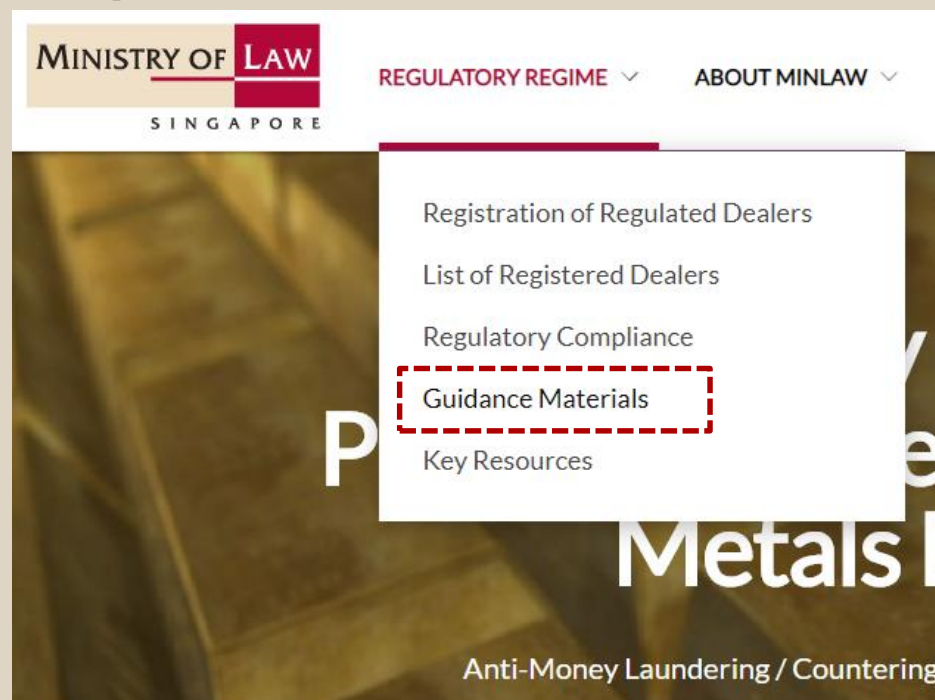 MINISTRY OF LAW
SINGAPORE
REGULATORY REGIME
ABOUT MINLAW
Registration of Regulated Dealers
List of Registered Dealers
Regulatory Compliance
Guidance Materials
Key Resources
Metals
Anti-Money Laundering / Countering